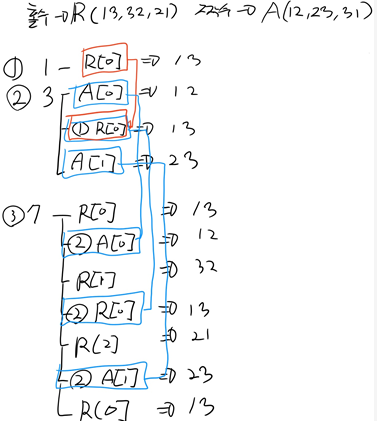 홀수 → R(13,32,21) 짝수 → A(12,23,31)
① 1 - R[0] ⇒ 13
② 3 A[0] ⇒ 12
① R[0] ⇒ 13
A[1] ⇒ 23
③ 7 - R[0] ⇒ 13
② A[0] ⇒ 12
R[1] ⇒ 32
② R[0] ⇒ 13
R[2] ⇒ 21
② A[1] ⇒ 23
R[0] ⇒ 13